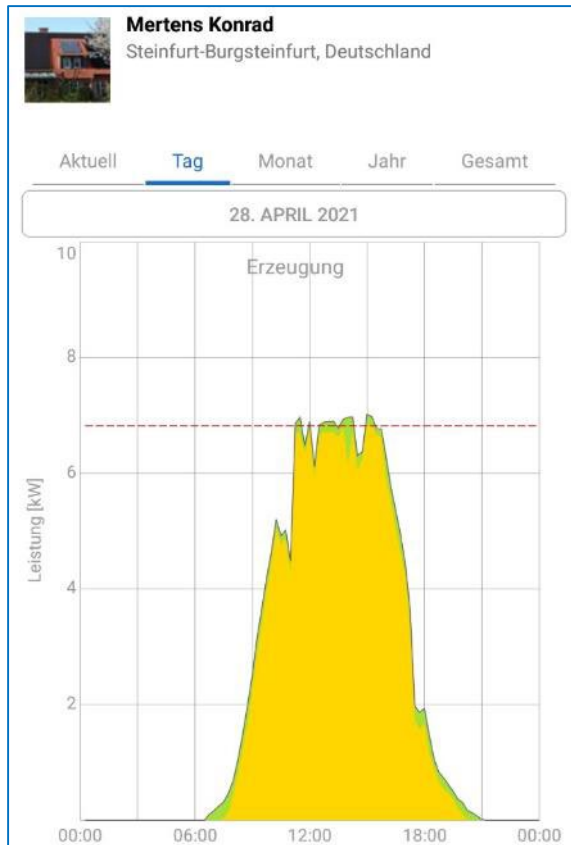 Mertens Konrad
Steinfurt-Burgsteinfurt, Deutschland
Aktuell Tag Monat Jahr Gesamt
28. APRIL 2021
Erzeugung
10
8
6
4
2
Leistung [kW]
00:00 06:00 12:00 18:00 00:00